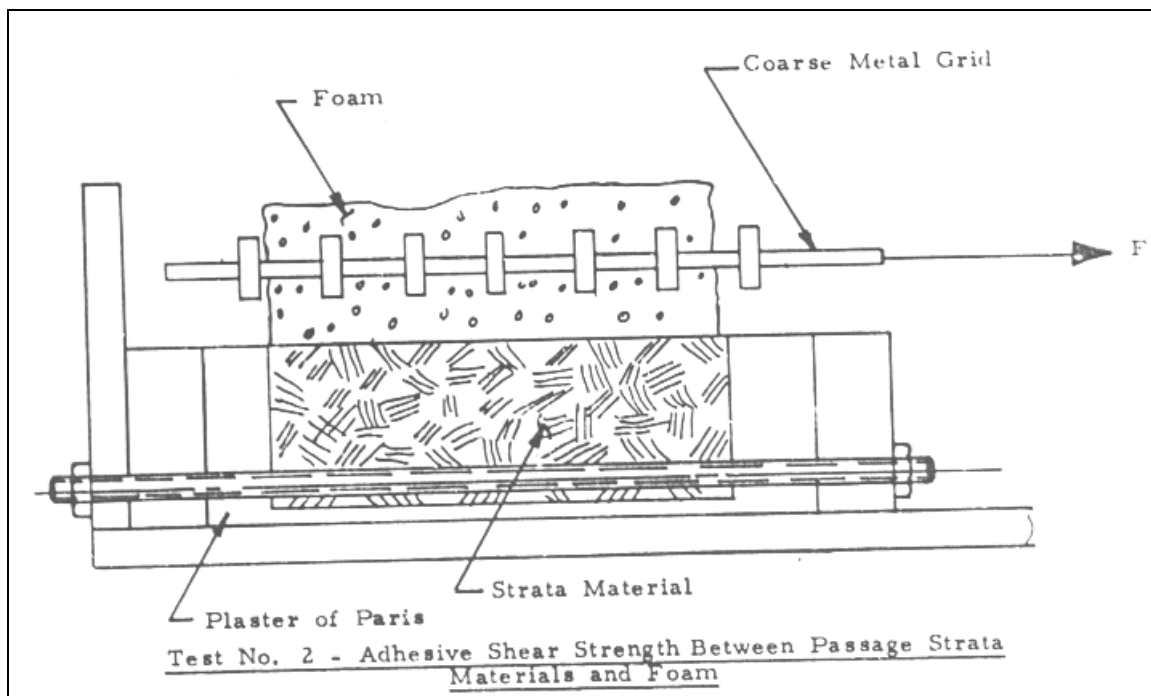 Coarse Metal Grid
Foam
F
Strata Material
Plaster of Paris
Test No. 2 - Adhesive Shear Strength Between Passage Strata
Materials and Foam